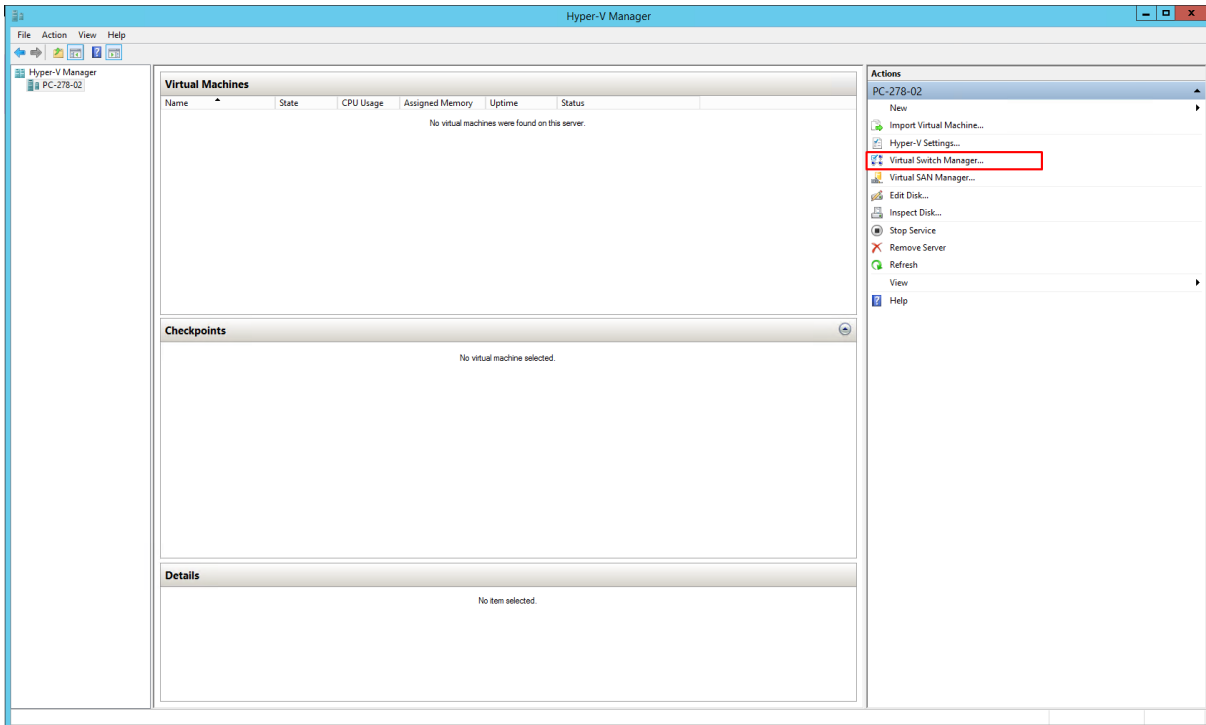 Hyper-V Manager
File Action View Help
Hyper-V Manager
PC-278-02
Virtual Machines
Name State CPU Usage Assigned Memory Uptime Status
No virtual machines were found on this server.
Checkpoints
No virtual machine selected.
Details
No item selected.
Actions
PC-278-02
New
Import Virtual Machine...
Hyper-V Settings...
Virtual Switch Manager...
Virtual SAN Manager...
Edit Disk...
Inspect Disk...
Stop Service
Remove Server
Refresh
View
Help